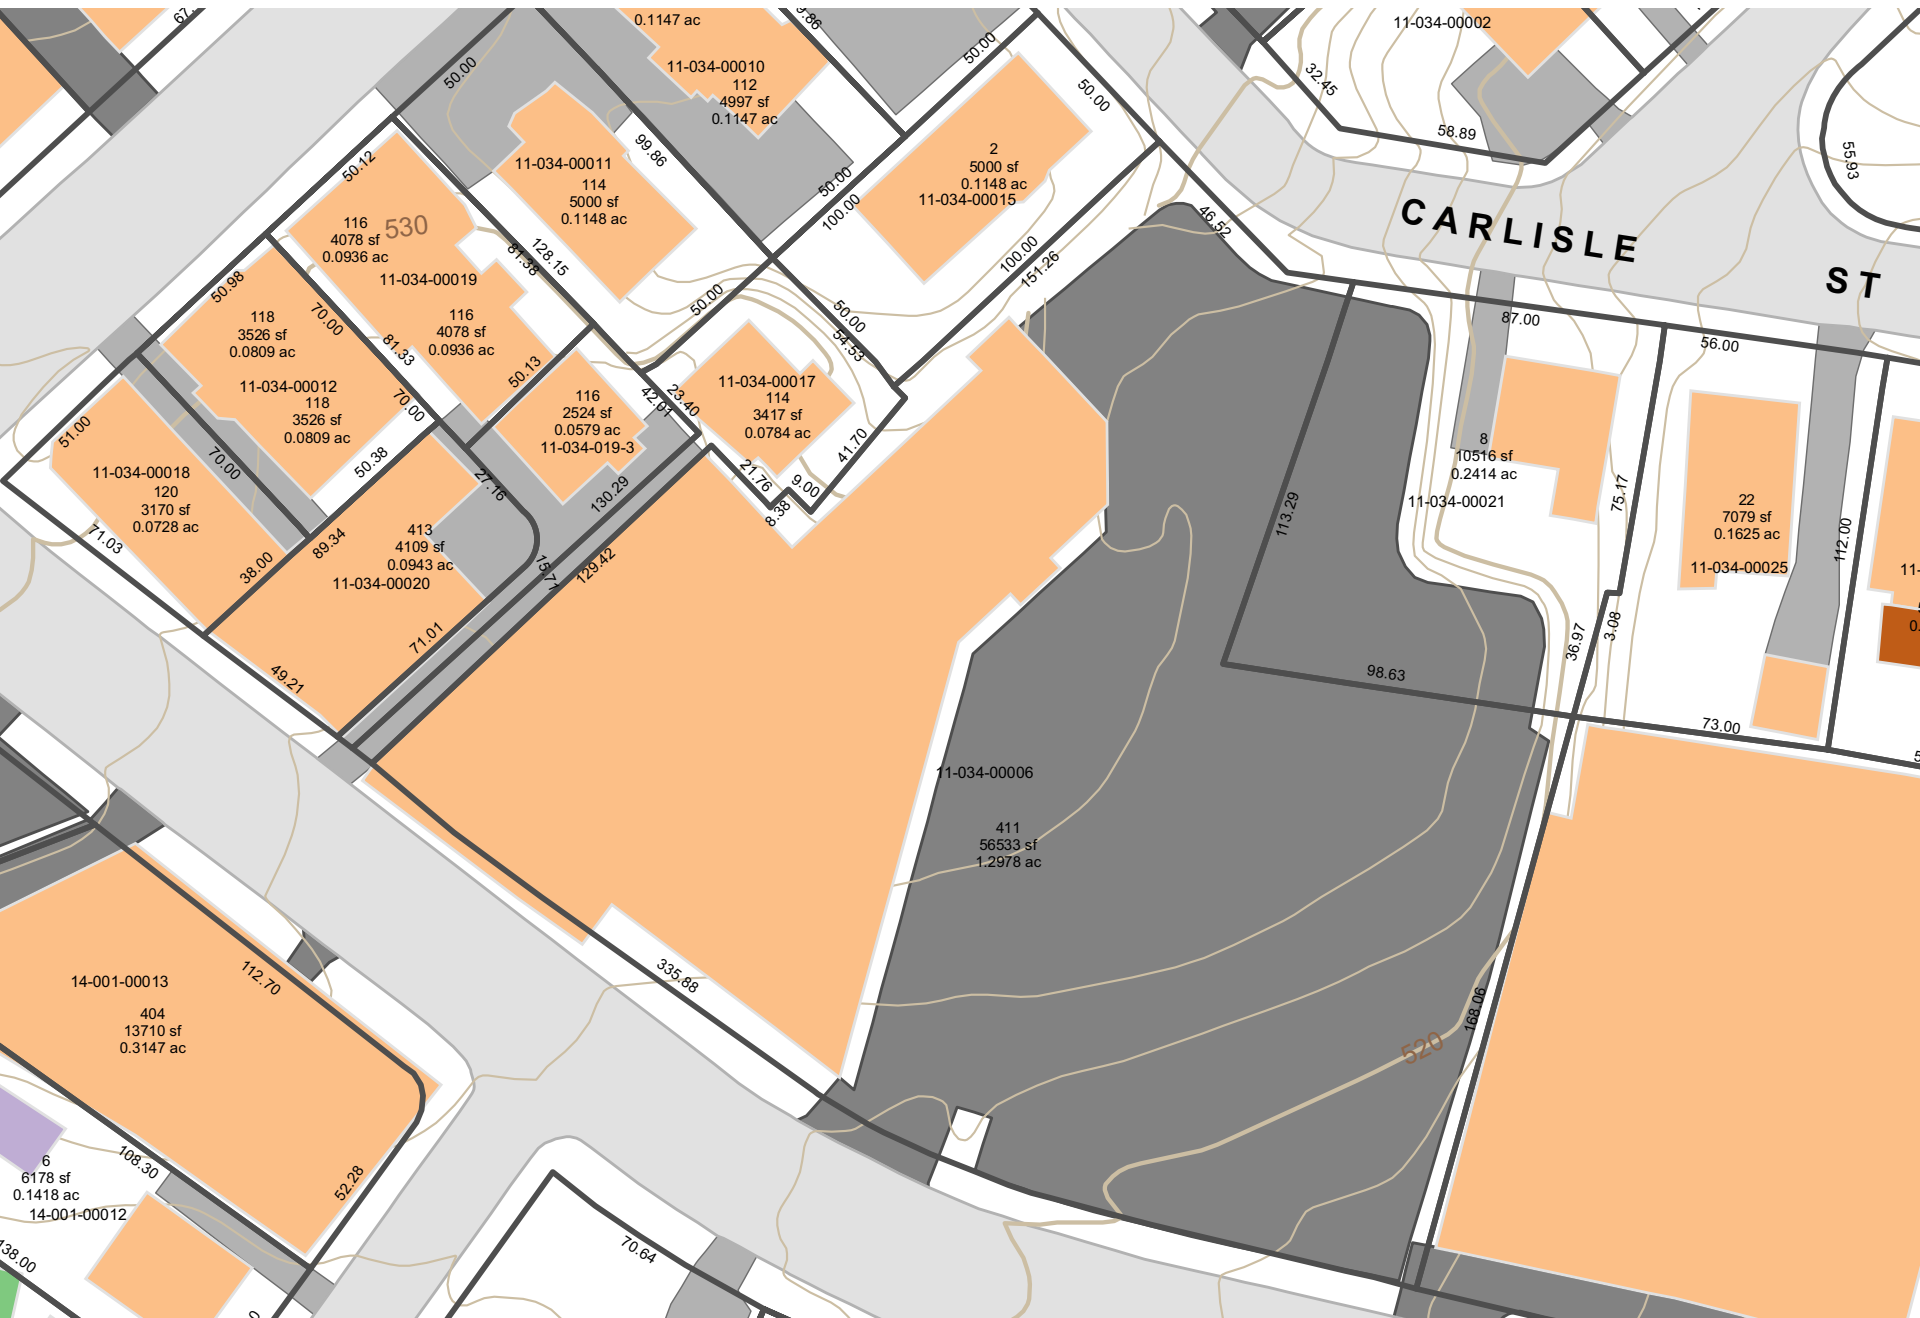 0.1147 ac
11-034-00010
112
4997 sf
0.1147 ac
11-034-00002
50.00
50.00
50.00
32.45
58.89
55.93
99.86
50.12
11-034-00011
114
5000 sf
0.1148 ac
2
5000 sf
0.1148 ac
11-034-00015
50.00
100.00
46.52
CARLISLE
ST
116
4078 sf
0.0936 ac
530
11-034-00019
128.15
81.38
100.00
151.26
50.98
70.00
118
3526 sf
0.0809 ac
116
4078 sf
0.0936 ac
81.33
50.00
50.00
54.53
87.00
56.00
11-034-00012
118
3526 sf
0.0809 ac
70.00
50.13
116
2524 sf
0.0579 ac
11-034-019-3
42.01
23.40
11-034-00017
114
3417 sf
0.0784 ac
51.00
70.00
50.38
27.16
41.70
21.76
9.00
8.38
11-034-00018
120
3170 sf
0.0728 ac
130.29
8
10516 sf
0.2414 ac
11-034-00021
75.17
113.29
22
7079 sf
0.1625 ac
11-034-00025
112.00
11-
71.03
38.00
89.34
413
4109 sf
0.0943 ac
11-034-00020
15.71
129.42
71.01
49.21
36.97
3.08
0.
98.63
73.00
11-034-00006
411
56533 sf
1.2978 ac
335.88
168.06
520
14-001-00013
404
13710 sf
0.3147 ac
112.70
6
6178 sf
0.1418 ac
14-001-00012
108.30
52.28
138.00
70.64